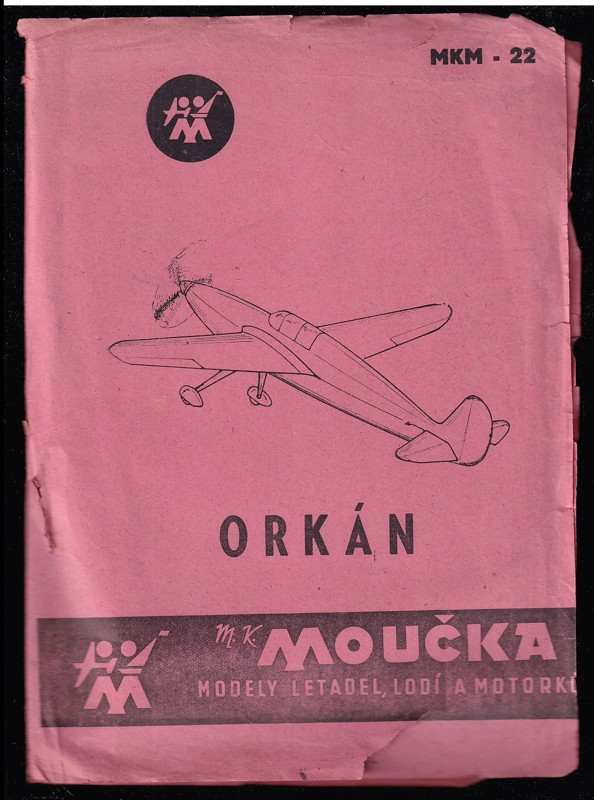 MKM - 22
M
ORKÁN
M
M.K. MOUČKA
MODELY LETADEL, LODÍ A MOTORKŮ